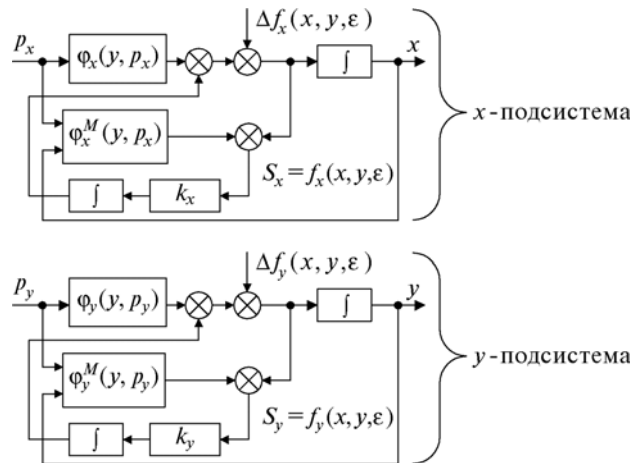 Δf_x(x, y, ε)
p_x
φ_x(y, p_x)
∫
x
φ_x^M(y, p_x)
x-подсистема
∫
k_x
S_x = f_x(x, y, ε)
Δf_y(x, y, ε)
p_y
φ_y(y, p_y)
∫
y
φ_y^M(y, p_y)
y-подсистема
∫
k_y
S_y = f_y(x, y, ε)